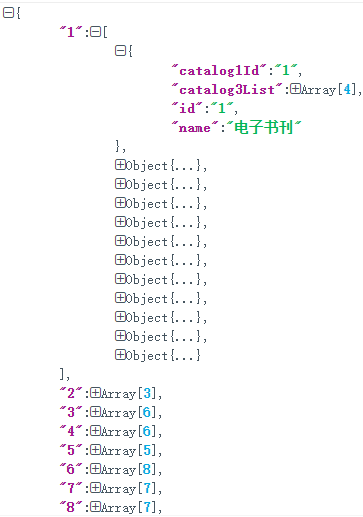 {
"1":[
{
"catalog1Id":"1",
"catalog3List":Array[4],
"id":"1",
"name":"电子书刊"
},
Object{...},
Object{...},
Object{...},
Object{...},
Object{...},
Object{...},
Object{...},
Object{...},
Object{...},
Object{...},
Object{...}
],
"2":Array[3],
"3":Array[6],
"4":Array[6],
"5":Array[5],
"6":Array[8],
"7":Array[7],
"8":Array[7],